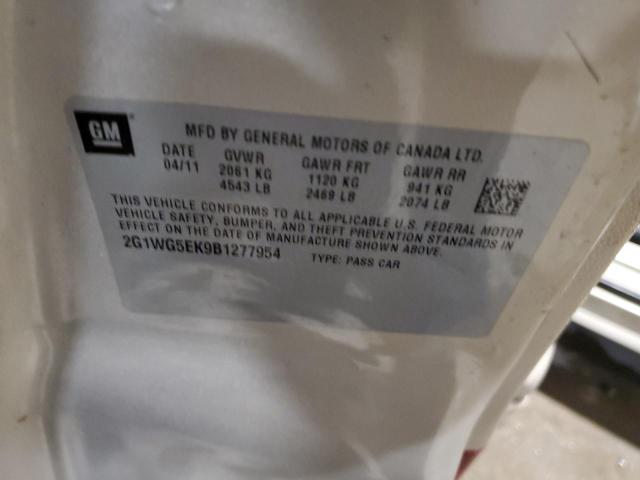 GM
MFD BY GENERAL MOTORS OF CANADA LTD.
DATE GVWR GAWR FRT GAWR RR
04/11 2061 KG 1120 KG 941 KG
4543 LB 2469 LB 2074 LB
THIS VEHICLE CONFORMS TO ALL APPLICABLE U.S. FEDERAL MOTOR
VEHICLE SAFETY, BUMPER, AND THEFT PREVENTION STANDARDS IN
EFFECT ON THE DATE OF MANUFACTURE SHOWN ABOVE.
2G1WG5EK9B1277954 TYPE: PASS CAR